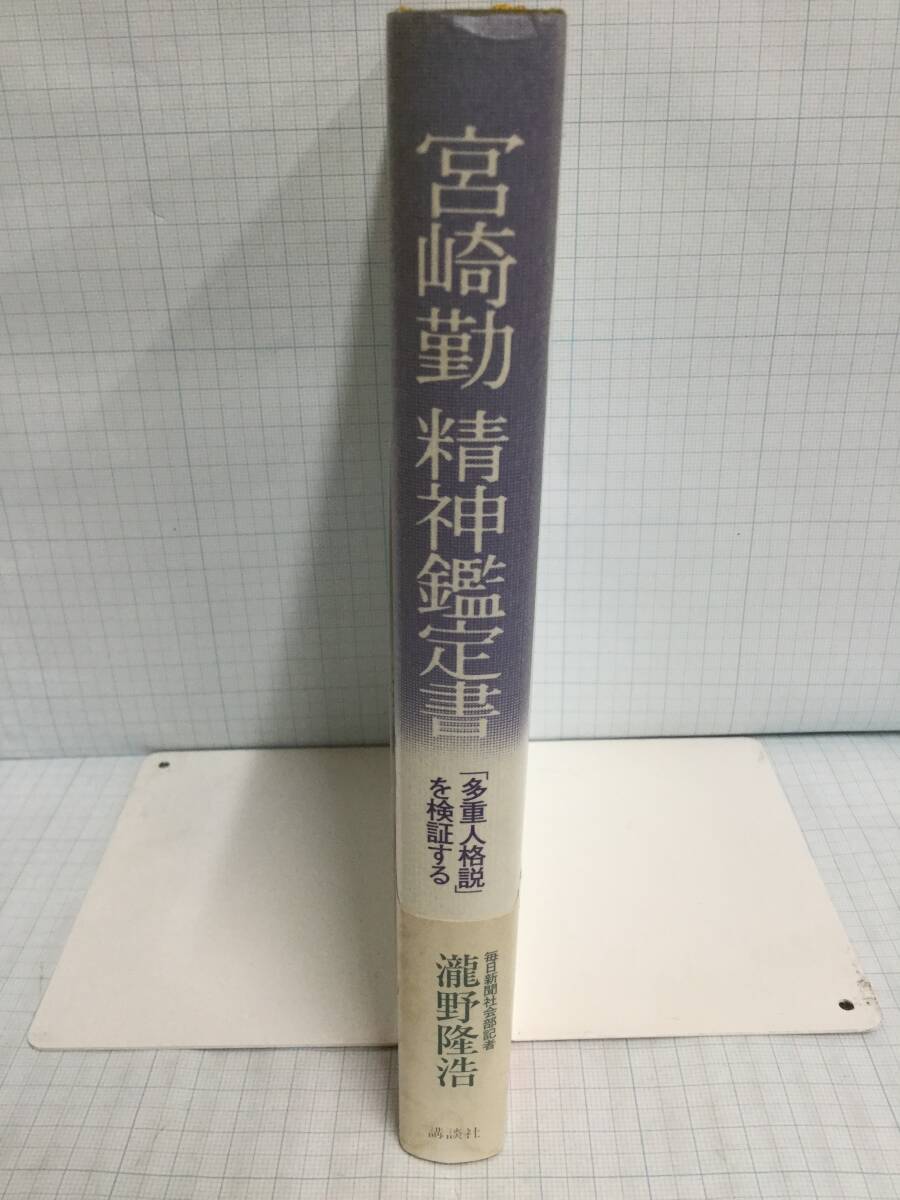 宮崎勤 精神鑑定書
「多重人格説」
を検証する
毎日新聞社会部記者
瀧野隆浩
講談社